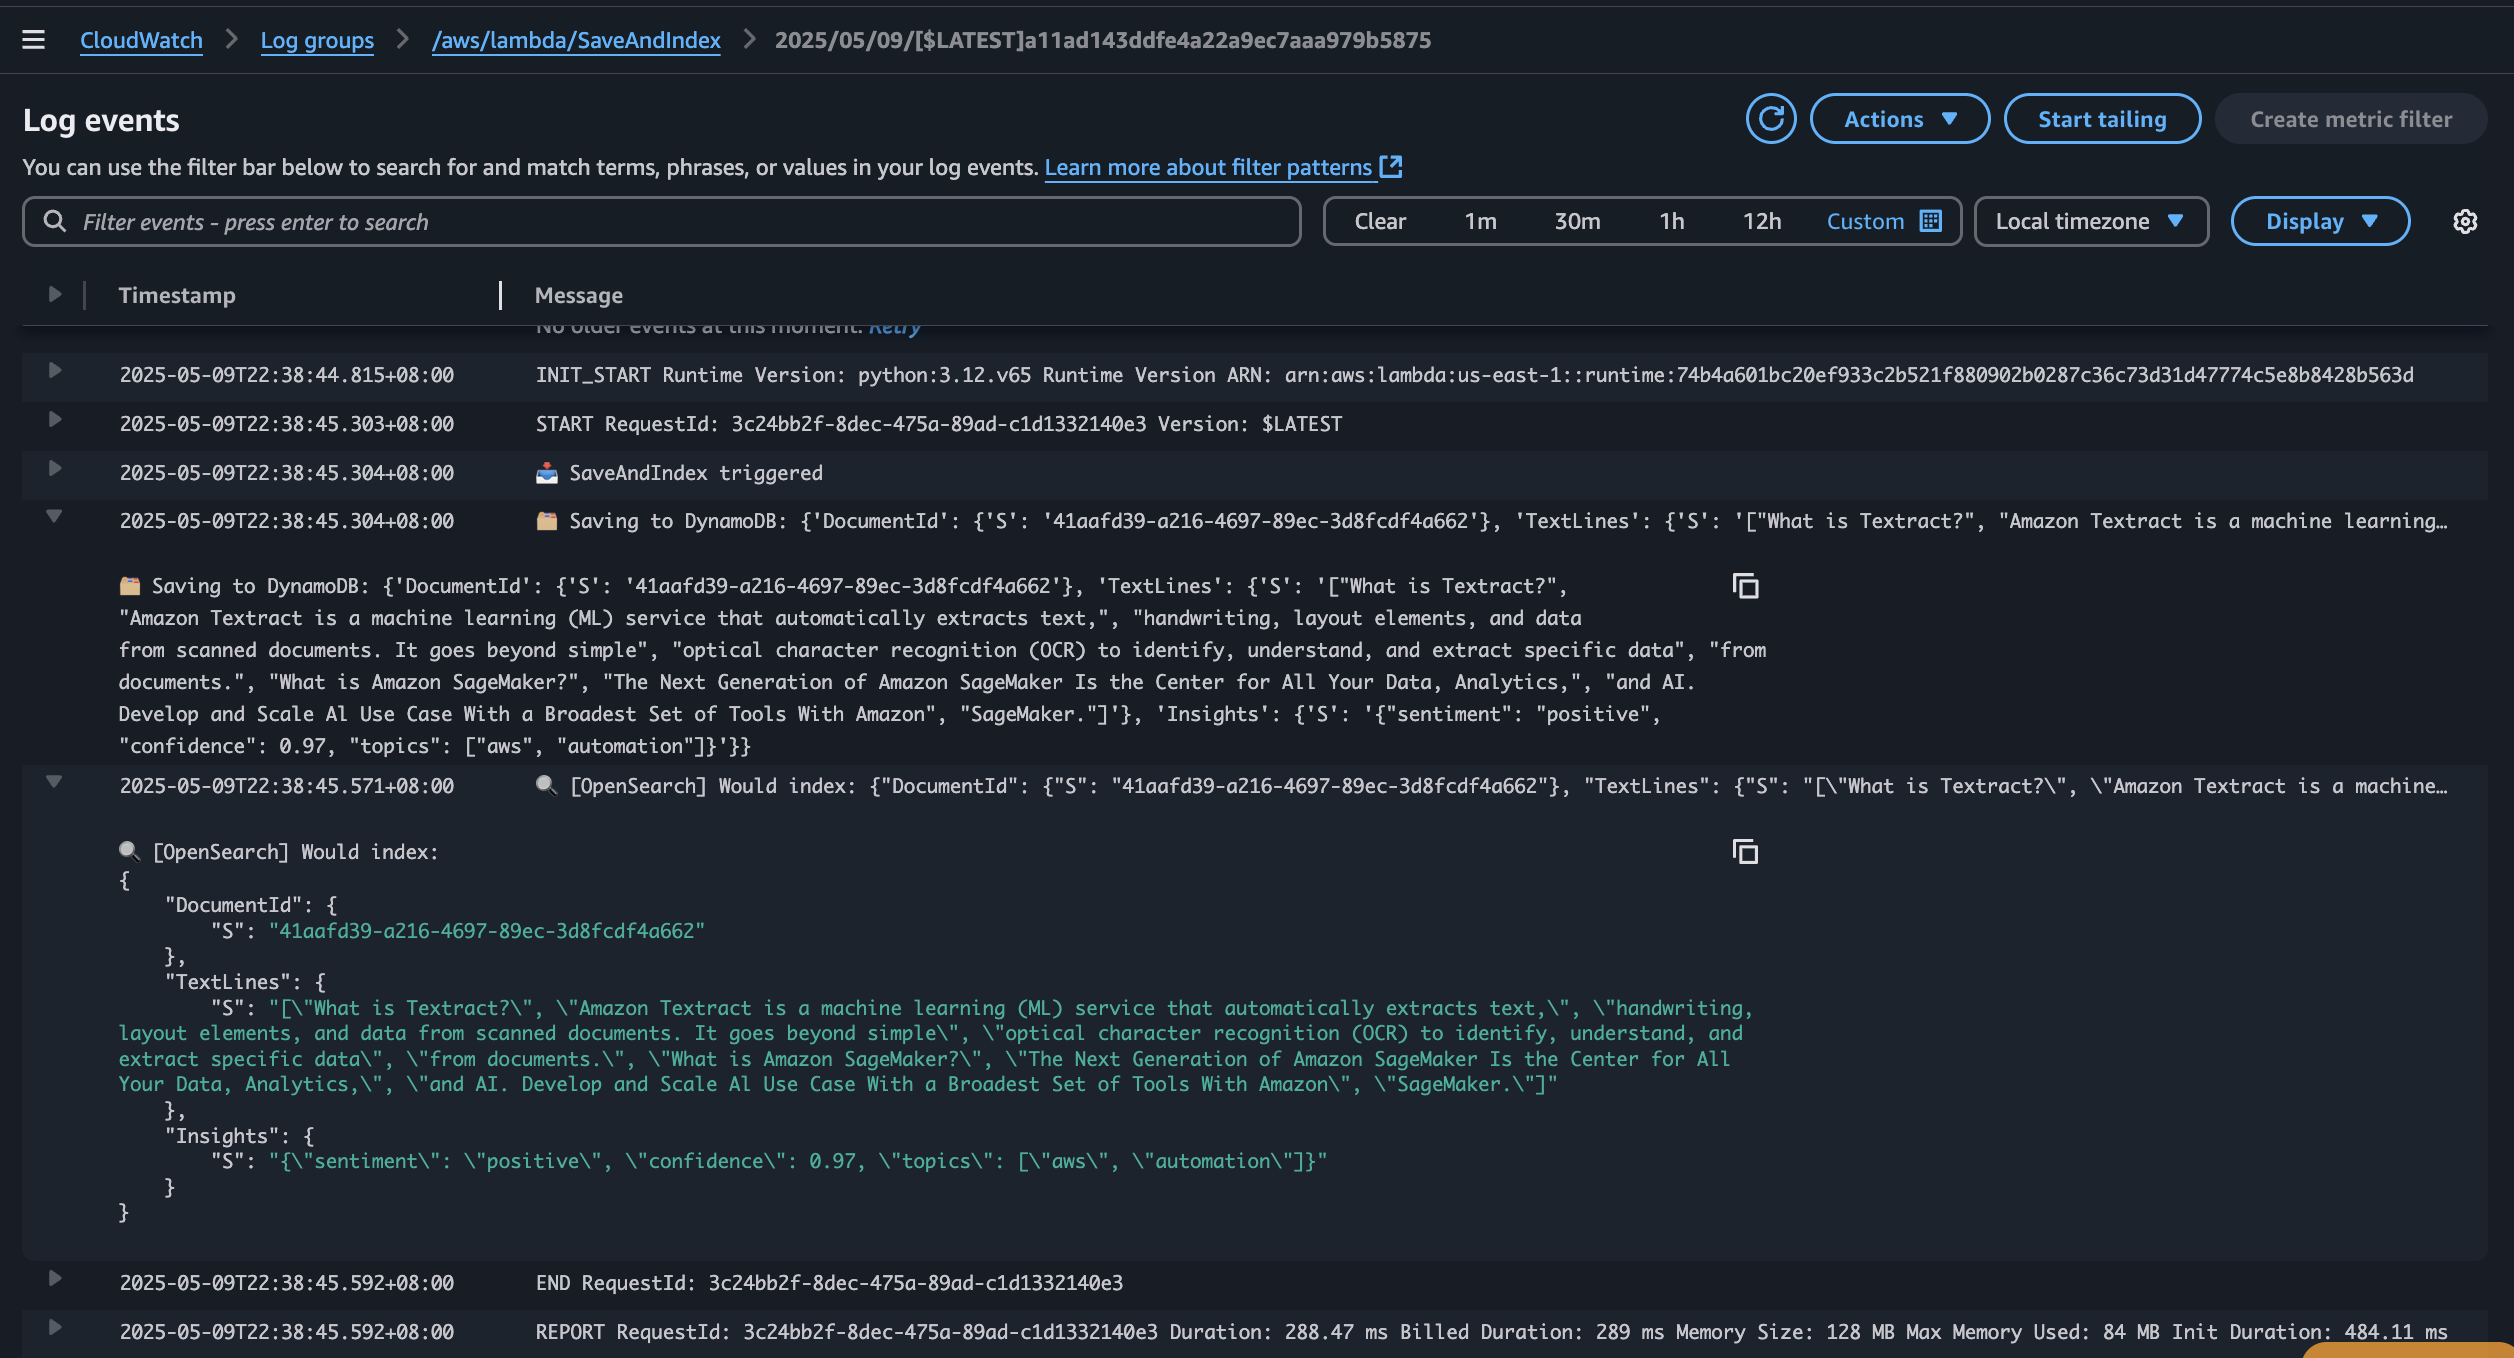 CloudWatch > Log groups > /aws/lambda/SaveAndIndex > 2025/05/09/[$LATEST]a11ad143ddfe4a22a9ec7aaa979b5875
Log events
Actions ▼ Start tailing Create metric filter
You can use the filter bar below to search for and match terms, phrases, or values in your log events. Learn more about filter patterns
Filter events - press enter to search
Clear 1m 30m 1h 12h Custom Local timezone ▼ Display ▼
Timestamp Message
No older events at this moment. Retry
2025-05-09T22:38:44.815+08:00 INIT_START Runtime Version: python:3.12.v65 Runtime Version ARN: arn:aws:lambda:us-east-1::runtime:74b4a601bc20ef933c2b521f880902b0287c36c73d31d47774c5e8b8428b563d
2025-05-09T22:38:45.303+08:00 START RequestId: 3c24bb2f-8dec-475a-89ad-c1d1332140e3 Version: $LATEST
2025-05-09T22:38:45.304+08:00 📥 SaveAndIndex triggered
2025-05-09T22:38:45.304+08:00 🗂️ Saving to DynamoDB: {'DocumentId': {'S': '41aafd39-a216-4697-89ec-3d8fcdf4a662'}, 'TextLines': {'S': '["What is Textract?", "Amazon Textract is a machine learning…
🗂️ Saving to DynamoDB: {'DocumentId': {'S': '41aafd39-a216-4697-89ec-3d8fcdf4a662'}, 'TextLines': {'S': '["What is Textract?",
"Amazon Textract is a machine learning (ML) service that automatically extracts text,", "handwriting, layout elements, and data
from scanned documents. It goes beyond simple", "optical character recognition (OCR) to identify, understand, and extract specific data", "from
documents.", "What is Amazon SageMaker?", "The Next Generation of Amazon SageMaker Is the Center for All Your Data, Analytics,", "and AI.
Develop and Scale Al Use Case With a Broadest Set of Tools With Amazon", "SageMaker."]'}, 'Insights': {'S': '{"sentiment": "positive",
"confidence": 0.97, "topics": ["aws", "automation"]}'}}
2025-05-09T22:38:45.571+08:00 🔍 [OpenSearch] Would index: {"DocumentId": {"S": "41aafd39-a216-4697-89ec-3d8fcdf4a662"}, "TextLines": {"S": "[\"What is Textract?\", \"Amazon Textract is a machine…
🔍 [OpenSearch] Would index:
{
"DocumentId": {
"S": "41aafd39-a216-4697-89ec-3d8fcdf4a662"
},
"TextLines": {
"S": "[\"What is Textract?\", \"Amazon Textract is a machine learning (ML) service that automatically extracts text,\", \"handwriting,
layout elements, and data from scanned documents. It goes beyond simple\", \"optical character recognition (OCR) to identify, understand, and
extract specific data\", \"from documents.\", \"What is Amazon SageMaker?\", \"The Next Generation of Amazon SageMaker Is the Center for All
Your Data, Analytics,\", \"and AI. Develop and Scale Al Use Case With a Broadest Set of Tools With Amazon\", \"SageMaker.\"]"
},
"Insights": {
"S": "{\"sentiment\": \"positive\", \"confidence\": 0.97, \"topics\": [\"aws\", \"automation\"]}"
}
}
2025-05-09T22:38:45.592+08:00 END RequestId: 3c24bb2f-8dec-475a-89ad-c1d1332140e3
2025-05-09T22:38:45.592+08:00 REPORT RequestId: 3c24bb2f-8dec-475a-89ad-c1d1332140e3 Duration: 288.47 ms Billed Duration: 289 ms Memory Size: 128 MB Max Memory Used: 84 MB Init Duration: 484.11 ms